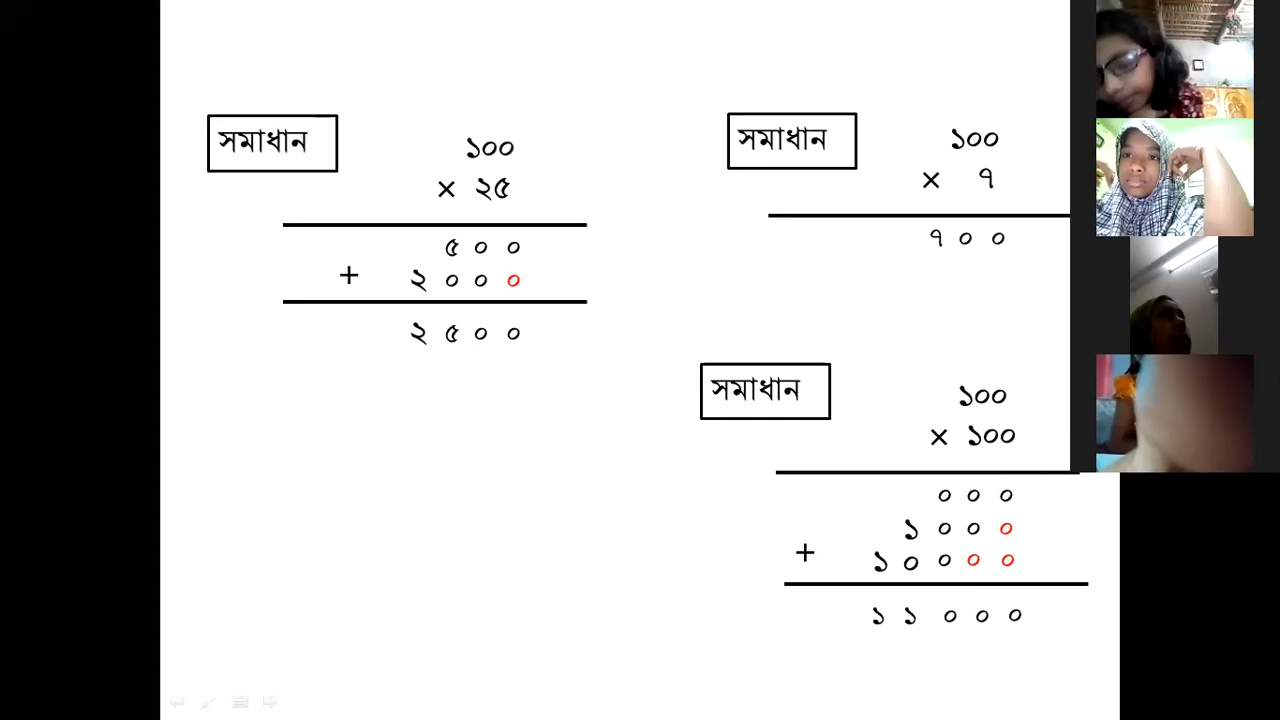 সমাধান
১০০
× ২৫
৫ ০ ০
+ ২ ০ ০ ০
২ ৫ ০ ০
সমাধান
১০০
× ৭
৭ ০ ০
সমাধান
১০০
× ১০০
০ ০ ০
১ ০ ০ ০
+ ১ ০ ০ ০ ০
১ ১ ০ ০ ০